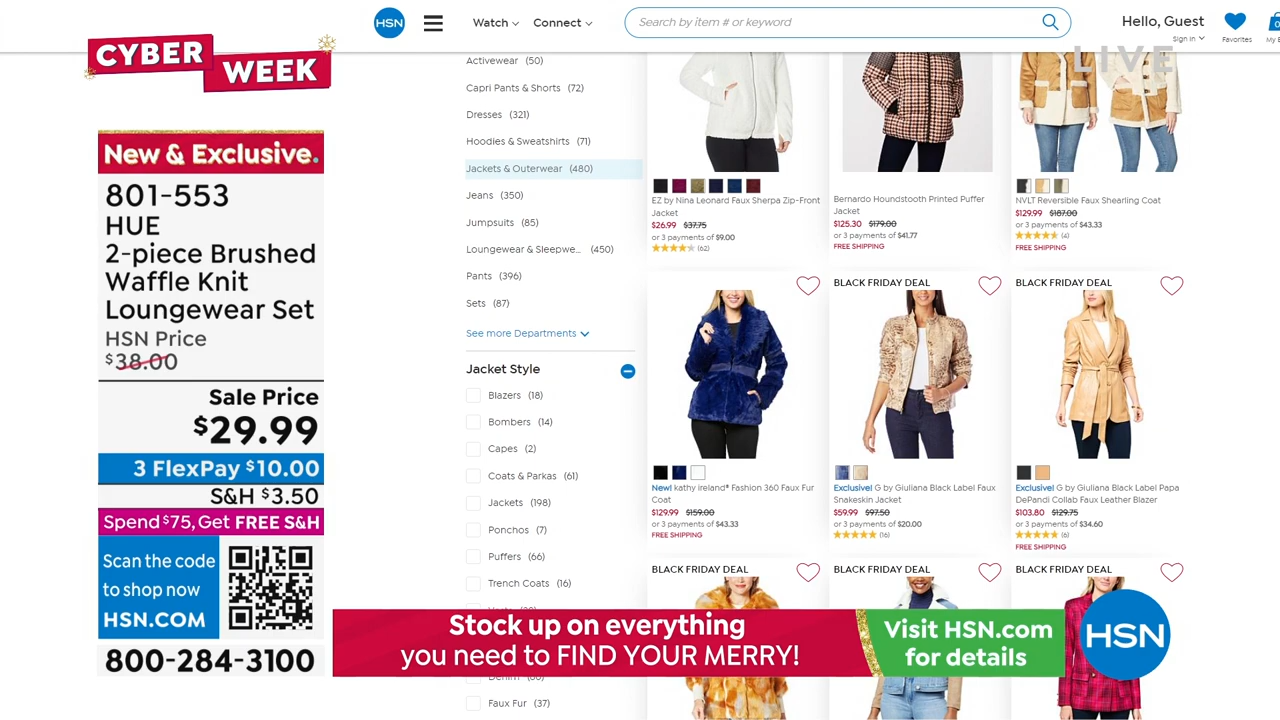 HSN
Watch
Connect
Search by item # or keyword
Hello, Guest
Sign In
Favorites
0
My
LIVE
CYBER
WEEK
New & Exclusive.
801-553
HUE
2-piece Brushed
Waffle Knit
Loungewear Set
HSN Price
$38.00
Sale Price
$29.99
3 FlexPay $10.00
S&H $3.50
Spend $75, Get FREE S&H
Scan the code
to shop now
HSN.COM
800-284-3100
Activewear (50)
Capri Pants & Shorts (72)
Dresses (321)
Hoodies & Sweatshirts (71)
Jackets & Outerwear (480)
Jeans (350)
Jumpsuits (85)
Loungewear & Sleepwe... (450)
Pants (396)
Sets (87)
See more Departments
Jacket Style
Blazers (18)
Bombers (14)
Capes (2)
Coats & Parkas (61)
Jackets (198)
Ponchos (7)
Puffers (66)
Trench Coats (16)
Faux Fur (37)
EZ by Nina Leonard Faux Sherpa Zip-Front
Jacket
$26.99 $37.75
or 3 payments of $9.00
(62)
Bernardo Houndstooth Printed Puffer
Jacket
$125.30 $179.00
or 3 payments of $41.77
FREE SHIPPING
NVLT Reversible Faux Shearling Coat
$129.99 $187.00
or 3 payments of $43.33
(4)
FREE SHIPPING
New! kathy ireland® Fashion 360 Faux Fur
Coat
$129.99 $159.00
or 3 payments of $43.33
FREE SHIPPING
BLACK FRIDAY DEAL
Exclusive! G by Giuliana Black Label Faux
Snakeskin Jacket
$59.99 $97.50
or 3 payments of $20.00
(16)
BLACK FRIDAY DEAL
Exclusive! G by Giuliana Black Label Papa
DePandi Collab Faux Leather Blazer
$103.80 $129.75
or 3 payments of $34.60
(6)
FREE SHIPPING
BLACK FRIDAY DEAL
BLACK FRIDAY DEAL
BLACK FRIDAY DEAL
Stock up on everything
you need to FIND YOUR MERRY!
Visit HSN.com
for details
HSN